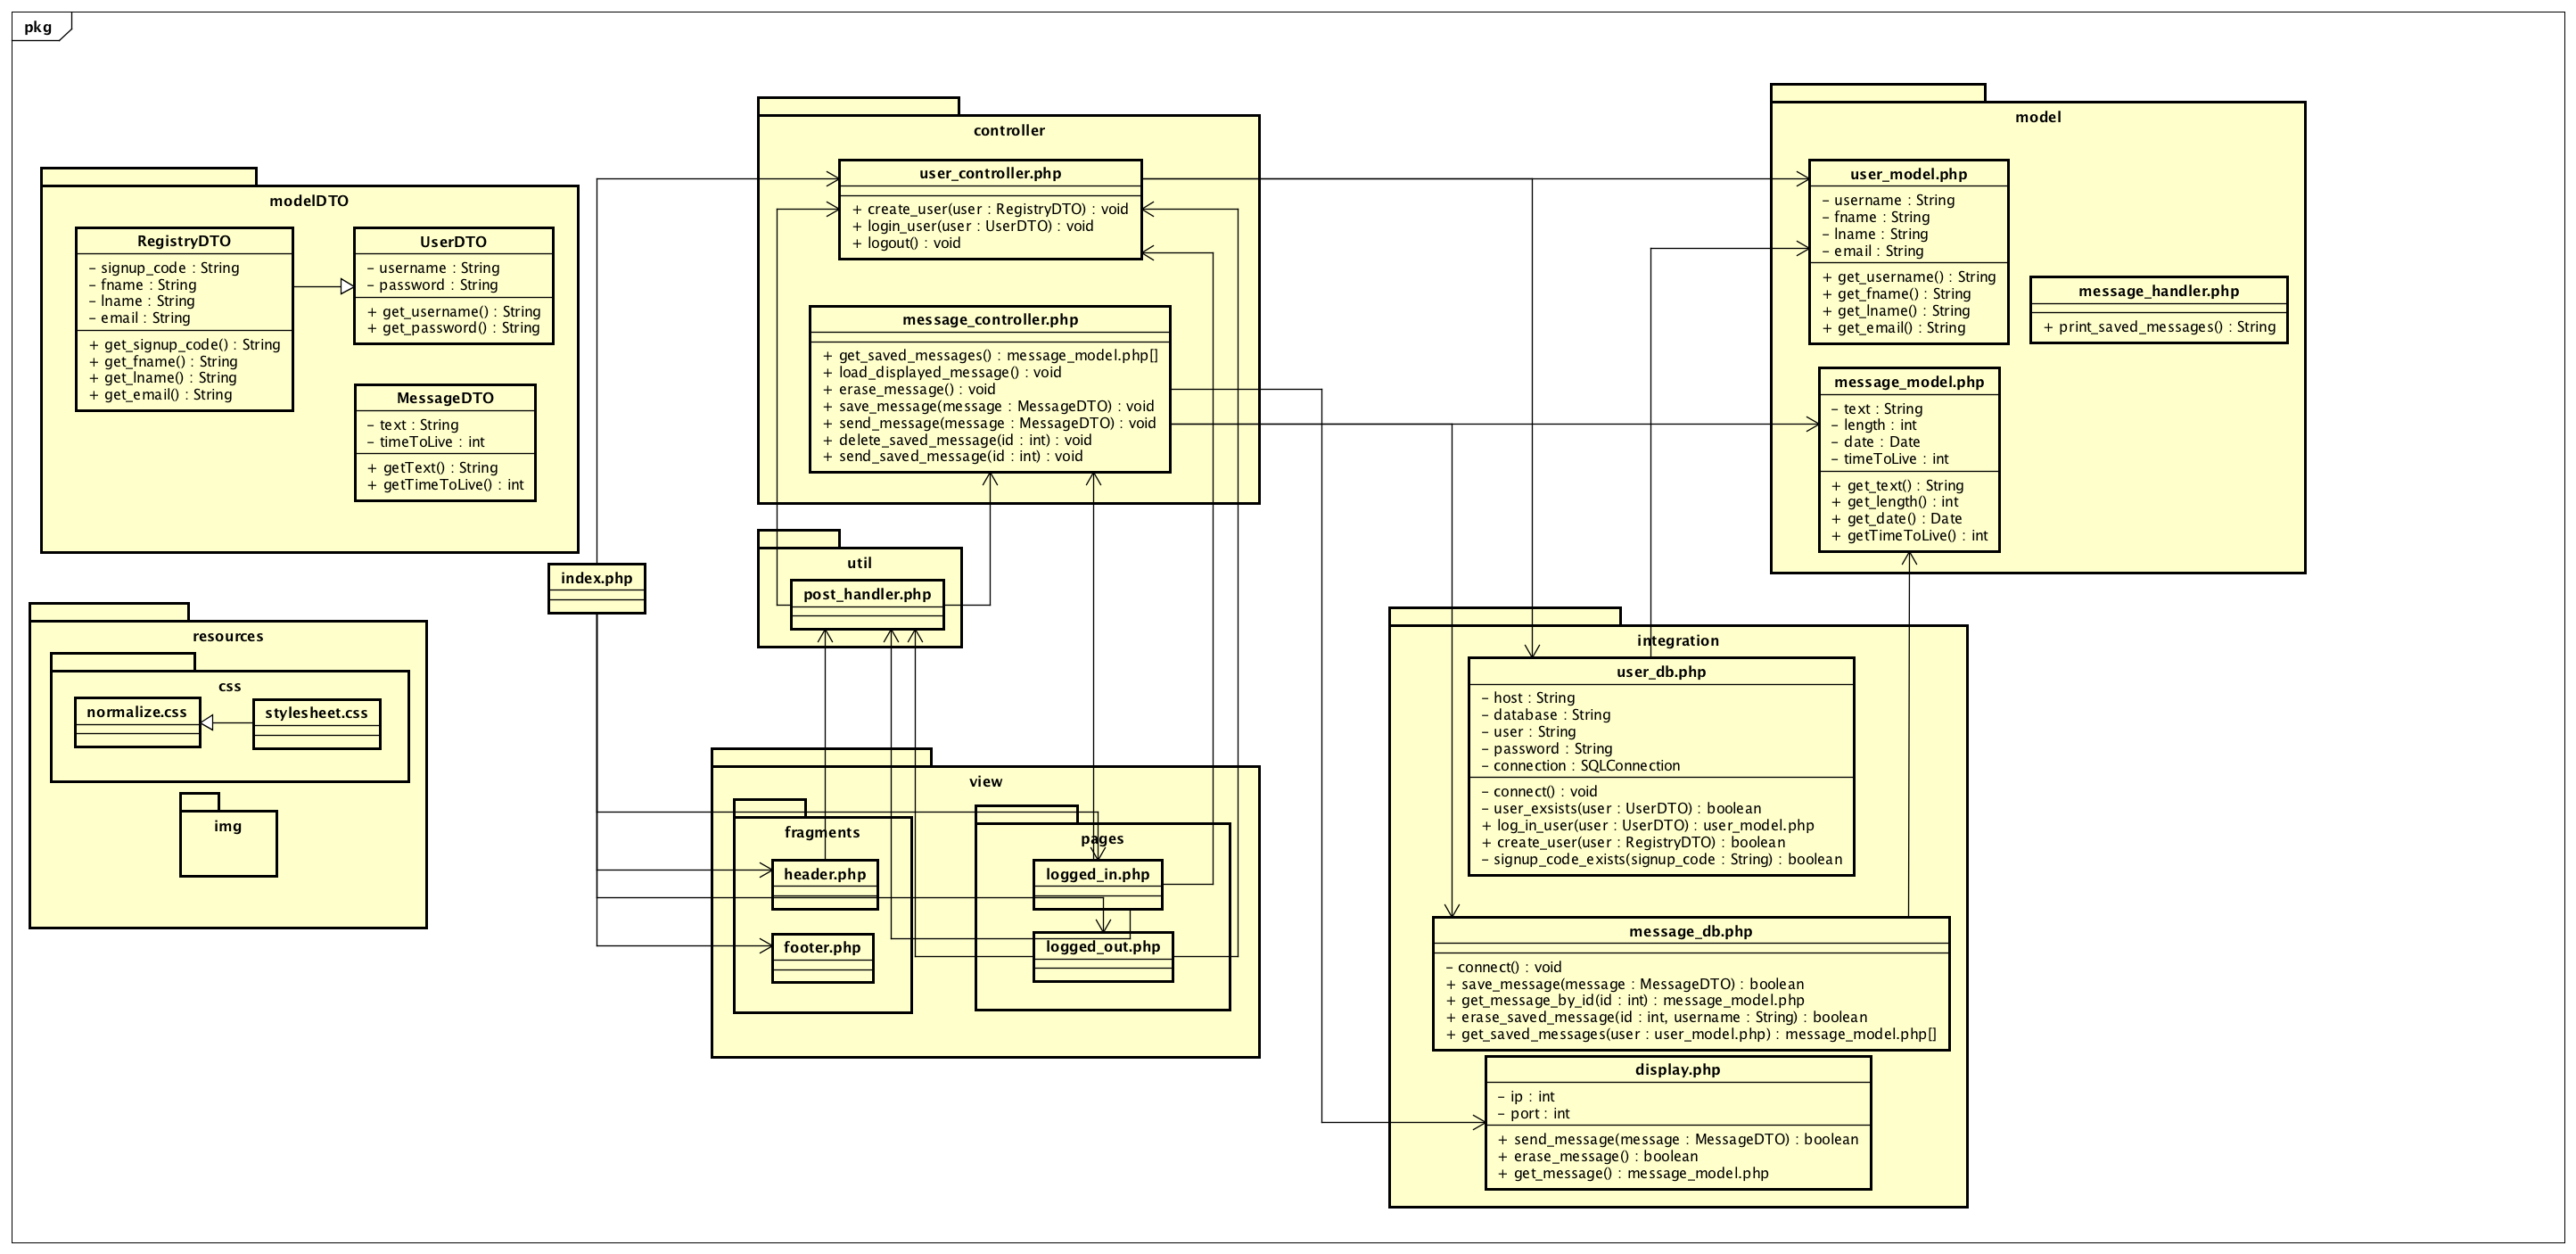 pkg
modelDTO
RegistryDTO
– signup_code : String
– fname : String
– lname : String
– email : String
+ get_signup_code() : String
+ get_fname() : String
+ get_lname() : String
+ get_email() : String
UserDTO
– username : String
– password : String
+ get_username() : String
+ get_password() : String
MessageDTO
– text : String
– timeToLive : int
+ getText() : String
+ getTimeToLive() : int
resources
css
normalize.css
stylesheet.css
img
index.php
controller
user_controller.php
+ create_user(user : RegistryDTO) : void
+ login_user(user : UserDTO) : void
+ logout() : void
message_controller.php
+ get_saved_messages() : message_model.php[]
+ load_displayed_message() : void
+ erase_message() : void
+ save_message(message : MessageDTO) : void
+ send_message(message : MessageDTO) : void
+ delete_saved_message(id : int) : void
+ send_saved_message(id : int) : void
util
post_handler.php
view
fragments
header.php
footer.php
pages
logged_in.php
logged_out.php
model
user_model.php
– username : String
– fname : String
– lname : String
– email : String
+ get_username() : String
+ get_fname() : String
+ get_lname() : String
+ get_email() : String
message_handler.php
+ print_saved_messages() : String
message_model.php
– text : String
– length : int
– date : Date
– timeToLive : int
+ get_text() : String
+ get_length() : int
+ get_date() : Date
+ getTimeToLive() : int
integration
user_db.php
– host : String
– database : String
– user : String
– password : String
– connection : SQLConnection
– connect() : void
– user_exsists(user : UserDTO) : boolean
+ log_in_user(user : UserDTO) : user_model.php
+ create_user(user : RegistryDTO) : boolean
– signup_code_exists(signup_code : String) : boolean
message_db.php
– connect() : void
+ save_message(message : MessageDTO) : boolean
+ get_message_by_id(id : int) : message_model.php
+ erase_saved_message(id : int, username : String) : boolean
+ get_saved_messages(user : user_model.php) : message_model.php[]
display.php
– ip : int
– port : int
+ send_message(message : MessageDTO) : boolean
+ erase_message() : boolean
+ get_message() : message_model.php